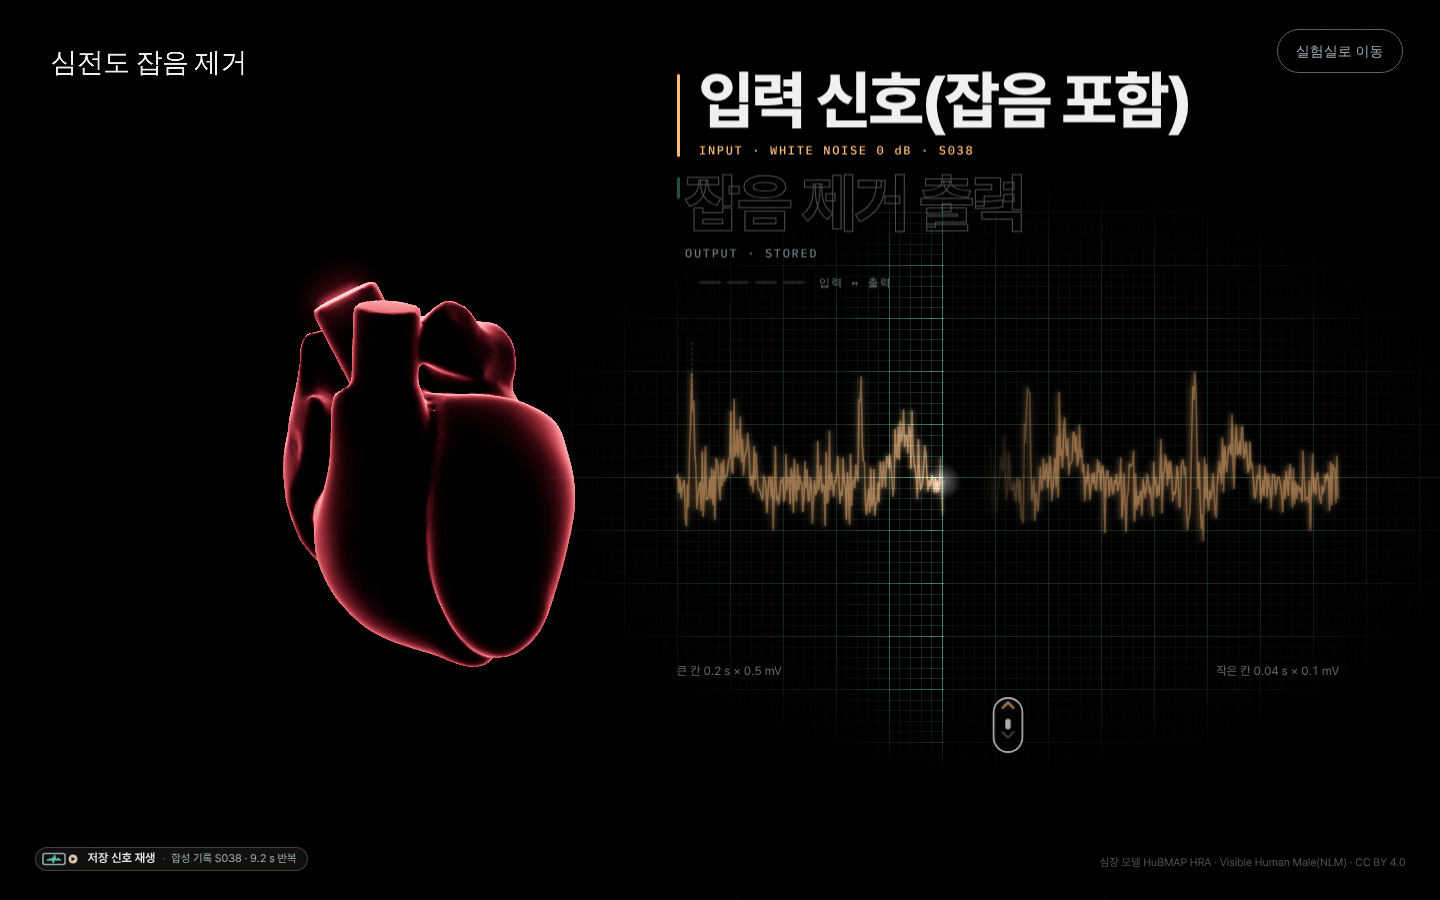 심전도 잡음 제거
실험실로 이동
입력 신호(잡음 포함)
INPUT · WHITE NOISE 0 dB · S038
잡음 제거 출력
OUTPUT · STORED
입력 ↔ 출력
큰 칸 0.2 s × 0.5 mV
작은 칸 0.04 s × 0.1 mV
저장 신호 재생 · 합성 기록 S038 · 9.2 s 반복
심장 모델 HuBMAP HRA · Visible Human Male(NLM) · CC BY 4.0